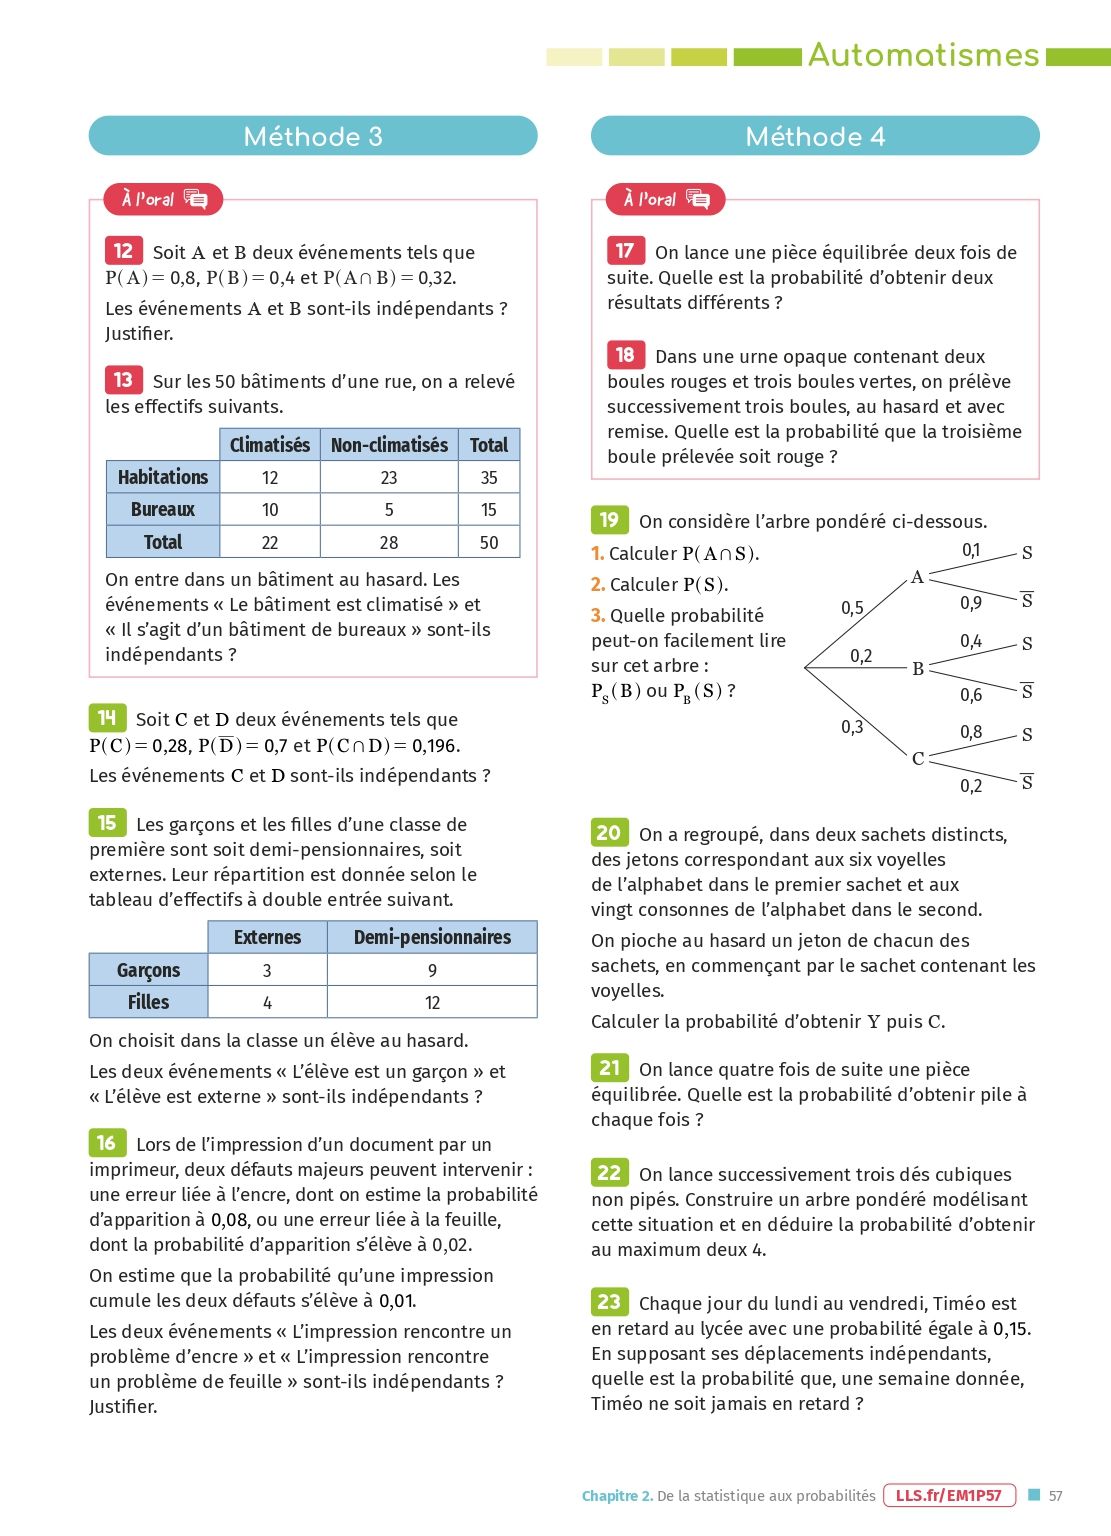 Automatismes
Méthode 3
À l'oral
12 Soit A et B deux événements tels que
P(A) = 0,8, P(B) = 0,4 et P(A∩B) = 0,32.
Les événements A et B sont-ils indépendants ?
Justifier.
13 Sur les 50 bâtiments d'une rue, on a relevé
les effectifs suivants.
Climatisés Non-climatisés Total
Habitations 12 23 35
Bureaux 10 5 15
Total 22 28 50
On entre dans un bâtiment au hasard. Les
événements « Le bâtiment est climatisé » et
« Il s'agit d'un bâtiment de bureaux » sont-ils
indépendants ?
14 Soit C et D deux événements tels que
P(C) = 0,28, P(D̅) = 0,7 et P(C∩D) = 0,196.
Les événements C et D sont-ils indépendants ?
15 Les garçons et les filles d'une classe de
première sont soit demi-pensionnaires, soit
externes. Leur répartition est donnée selon le
tableau d'effectifs à double entrée suivant.
Externes Demi-pensionnaires
Garçons 3 9
Filles 4 12
On choisit dans la classe un élève au hasard.
Les deux événements « L'élève est un garçon » et
« L'élève est externe » sont-ils indépendants ?
16 Lors de l'impression d'un document par un
imprimeur, deux défauts majeurs peuvent intervenir :
une erreur liée à l'encre, dont on estime la probabilité
d'apparition à 0,08, ou une erreur liée à la feuille,
dont la probabilité d'apparition s'élève à 0,02.
On estime que la probabilité qu'une impression
cumule les deux défauts s'élève à 0,01.
Les deux événements « L'impression rencontre un
problème d'encre » et « L'impression rencontre
un problème de feuille » sont-ils indépendants ?
Justifier.
Méthode 4
À l'oral
17 On lance une pièce équilibrée deux fois de
suite. Quelle est la probabilité d'obtenir deux
résultats différents ?
18 Dans une urne opaque contenant deux
boules rouges et trois boules vertes, on prélève
successivement trois boules, au hasard et avec
remise. Quelle est la probabilité que la troisième
boule prélevée soit rouge ?
19 On considère l'arbre pondéré ci-dessous.
1. Calculer P(A∩S).
2. Calculer P(S).
3. Quelle probabilité
peut-on facilement lire
sur cet arbre :
P_S(B) ou P_B(S) ?
0,1 S
A
0,9 S̅
0,5
0,4 S
0,2 B
0,6 S̅
0,3
0,8 S
C
0,2 S̅
20 On a regroupé, dans deux sachets distincts,
des jetons correspondant aux six voyelles
de l'alphabet dans le premier sachet et aux
vingt consonnes de l'alphabet dans le second.
On pioche au hasard un jeton de chacun des
sachets, en commençant par le sachet contenant les
voyelles.
Calculer la probabilité d'obtenir Y puis C.
21 On lance quatre fois de suite une pièce
équilibrée. Quelle est la probabilité d'obtenir pile à
chaque fois ?
22 On lance successivement trois dés cubiques
non pipés. Construire un arbre pondéré modélisant
cette situation et en déduire la probabilité d'obtenir
au maximum deux 4.
23 Chaque jour du lundi au vendredi, Timéo est
en retard au lycée avec une probabilité égale à 0,15.
En supposant ses déplacements indépendants,
quelle est la probabilité que, une semaine donnée,
Timéo ne soit jamais en retard ?
Chapitre 2. De la statistique aux probabilités LLS.fr/EM1P57 57